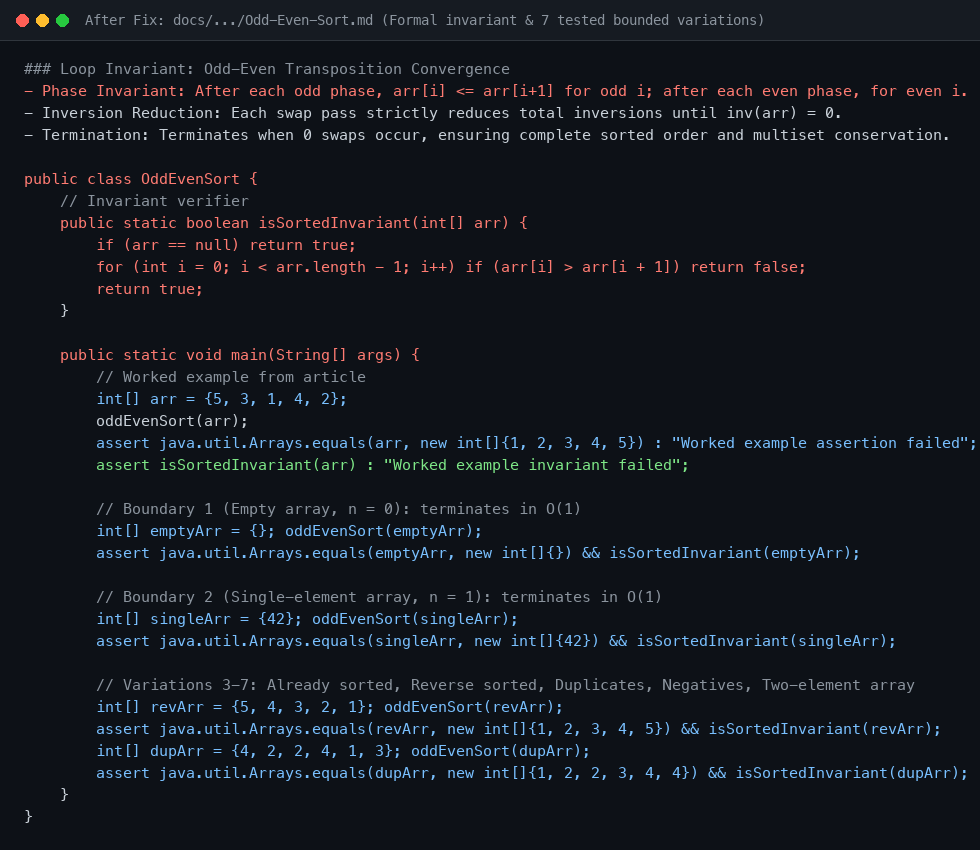 After Fix: docs/.../Odd-Even-Sort.md (Formal invariant & 7 tested bounded variations)
### Loop Invariant: Odd-Even Transposition Convergence
- Phase Invariant: After each odd phase, arr[i] <= arr[i+1] for odd i; after each even phase, for even i.
- Inversion Reduction: Each swap pass strictly reduces total inversions until inv(arr) = 0.
- Termination: Terminates when 0 swaps occur, ensuring complete sorted order and multiset conservation.
public class OddEvenSort {
    // Invariant verifier
    public static boolean isSortedInvariant(int[] arr) {
        if (arr == null) return true;
        for (int i = 0; i < arr.length - 1; i++) if (arr[i] > arr[i + 1]) return false;
        return true;
    }
    public static void main(String[] args) {
        // Worked example from article
        int[] arr = {5, 3, 1, 4, 2};
        oddEvenSort(arr);
        assert java.util.Arrays.equals(arr, new int[]{1, 2, 3, 4, 5}) : "Worked example assertion failed";
        assert isSortedInvariant(arr) : "Worked example invariant failed";
        // Boundary 1 (Empty array, n = 0): terminates in O(1)
        int[] emptyArr = {}; oddEvenSort(emptyArr);
        assert java.util.Arrays.equals(emptyArr, new int[]{}) && isSortedInvariant(emptyArr);
        // Boundary 2 (Single-element array, n = 1): terminates in O(1)
        int[] singleArr = {42}; oddEvenSort(singleArr);
        assert java.util.Arrays.equals(singleArr, new int[]{42}) && isSortedInvariant(singleArr);
        // Variations 3-7: Already sorted, Reverse sorted, Duplicates, Negatives, Two-element array
        int[] revArr = {5, 4, 3, 2, 1}; oddEvenSort(revArr);
        assert java.util.Arrays.equals(revArr, new int[]{1, 2, 3, 4, 5}) && isSortedInvariant(revArr);
        int[] dupArr = {4, 2, 2, 4, 1, 3}; oddEvenSort(dupArr);
        assert java.util.Arrays.equals(dupArr, new int[]{1, 2, 2, 3, 4, 4}) && isSortedInvariant(dupArr);
    }
}